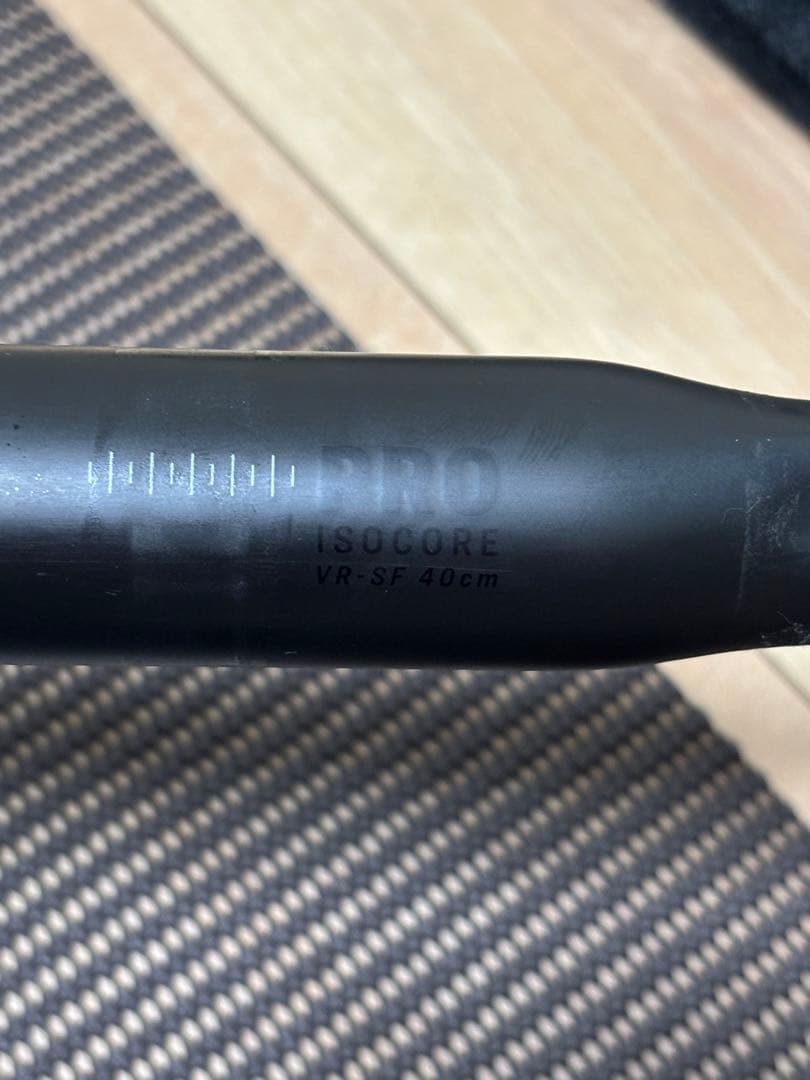 PRO
ISOCORE
VR-SF 40cm